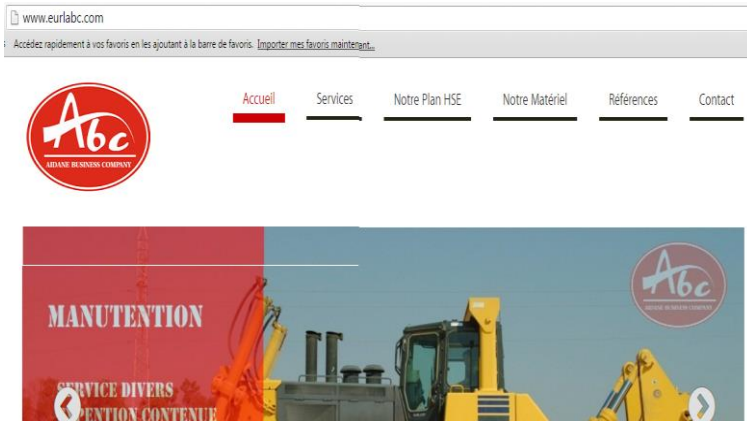 www.eurlabc.com
Accédez rapidement à vos favoris en les ajoutant à la barre de favoris. Importer mes favoris maintenant...
Accueil Services Notre Plan HSE Notre Matériel Références Contact
Abc
AIDANE BUSINESS COMPANY
Abc
AIDANE BUSINESS COMPANY
MANUTENTION
SERVICE DIVERS
CONTENUE